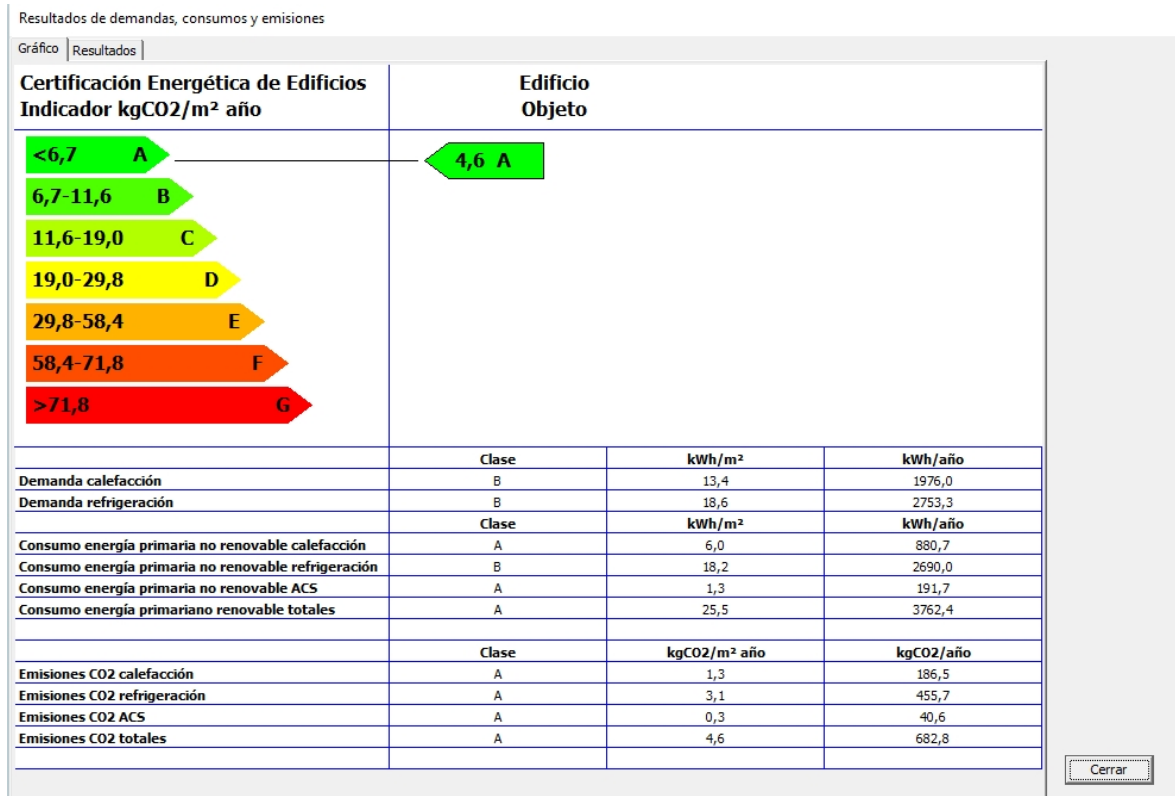 Resultados de demandas, consumos y emisiones
Gráfico Resultados
Certificación Energética de Edificios
Indicador kgCO2/m² año
Edificio
Objeto
<6,7 A
4,6 A
6,7-11,6 B
11,6-19,0 C
19,0-29,8 D
29,8-58,4 E
58,4-71,8 F
>71,8 G
Clase kWh/m² kWh/año
Demanda calefacción B 13,4 1976,0
Demanda refrigeración B 18,6 2753,3
Clase kWh/m² kWh/año
Consumo energía primaria no renovable calefacción A 6,0 880,7
Consumo energía primaria no renovable refrigeración B 18,2 2690,0
Consumo energía primaria no renovable ACS A 1,3 191,7
Consumo energía primariano renovable totales A 25,5 3762,4
Clase kgCO2/m² año kgCO2/año
Emisiones CO2 calefacción A 1,3 186,5
Emisiones CO2 refrigeración A 3,1 455,7
Emisiones CO2 ACS A 0,3 40,6
Emisiones CO2 totales A 4,6 682,8
Cerrar